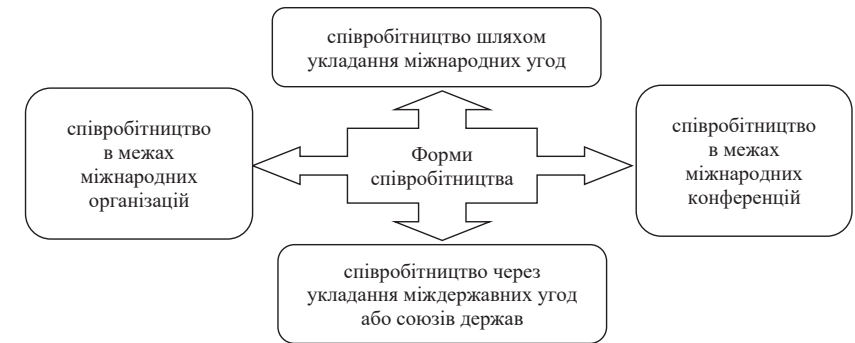 співробітництво шляхом
укладання міжнародних угод
співробітництво
в межах
міжнародних
організацій
Форми
співробітництва
співробітництво
в межах
міжнародних
конференцій
співробітництво через
укладання міждержавних угод
або союзів держав